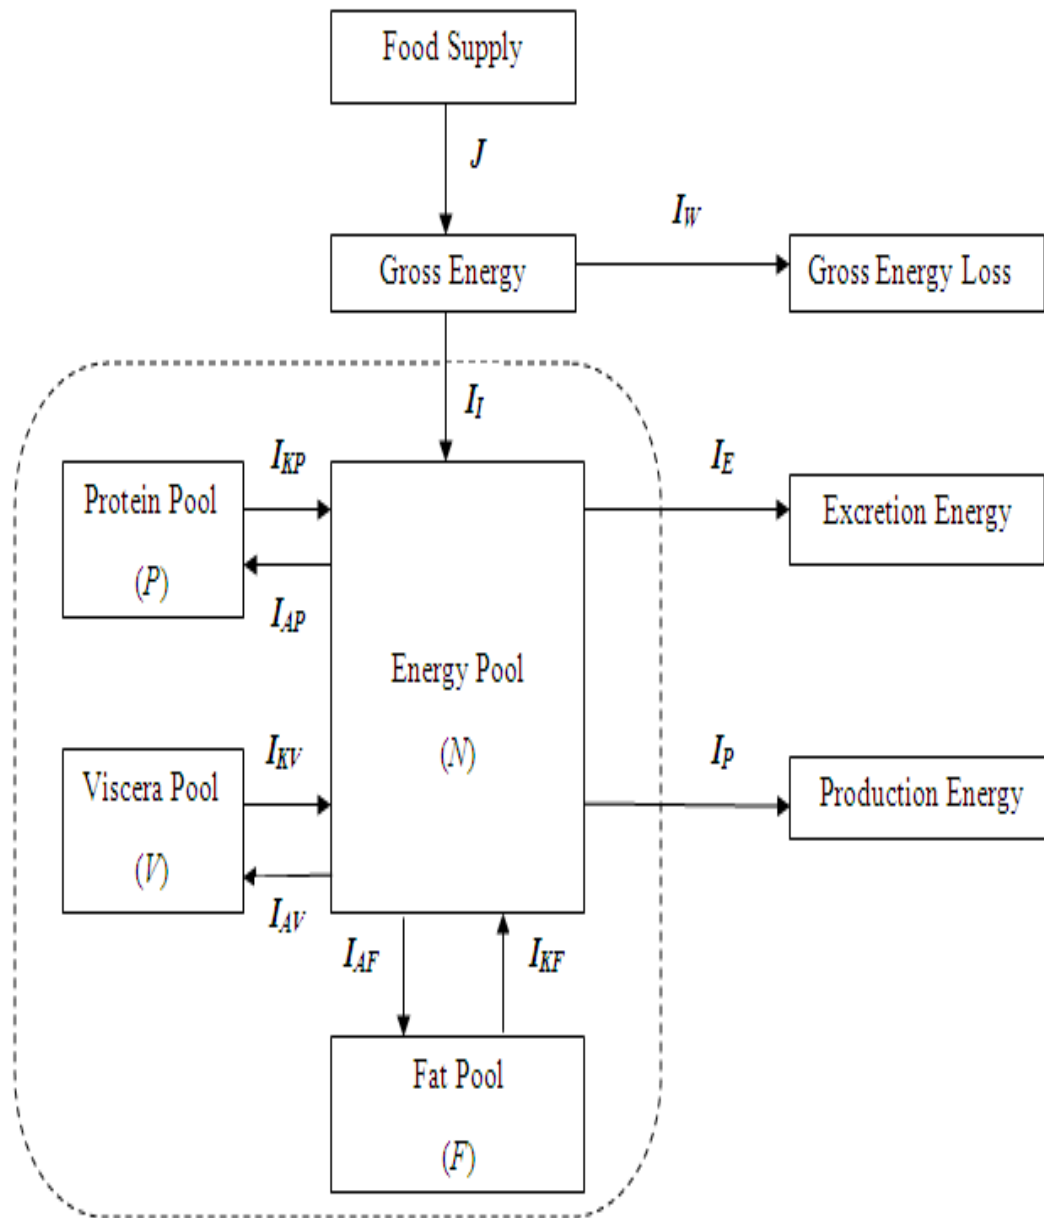 Food Supply
J
I_W
Gross Energy
Gross Energy Loss
I_I
I_KP
I_E
Protein Pool
(P)
Excretion Energy
I_AP
Energy Pool
(N)
I_KV
I_P
Viscera Pool
(V)
Production Energy
I_AV
I_AF
I_KF
Fat Pool
(F)